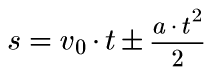 s = v₀ · t ± (a · t²)/2